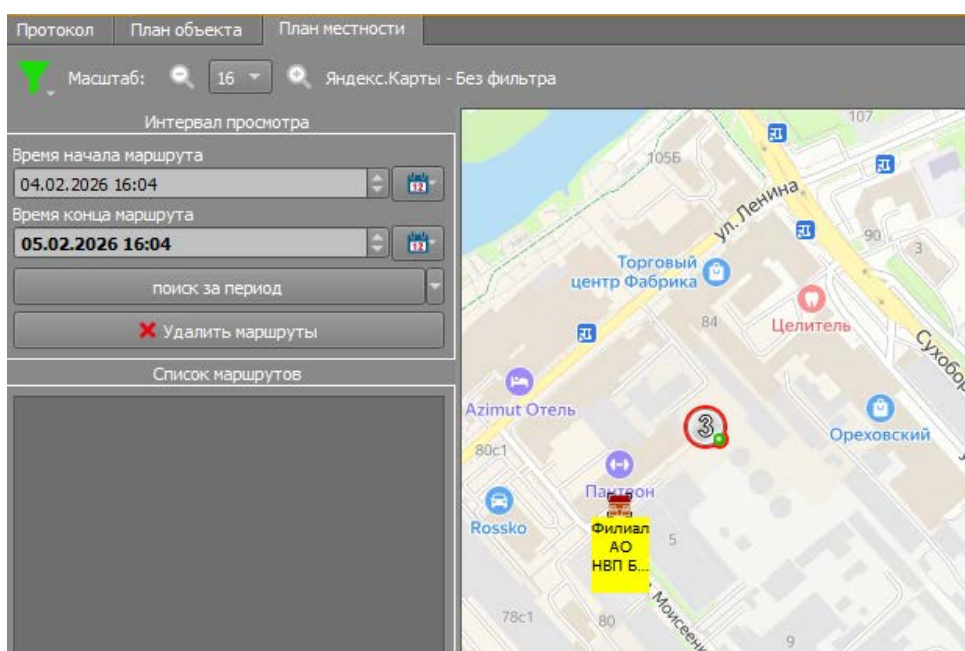 Протокол
План объекта
План местности
Масштаб:
16
Яндекс.Карты - Без фильтра
Интервал просмотра
Время начала маршрута
04.02.2026 16:04
12
Время конца маршрута
05.02.2026 16:04
12
поиск за период
Удалить маршруты
Список маршрутов
107
105Б
ул. Ленина
90
3
Торговый
центр Фабрика
84
Целитель
Azimut Отель
3
Ореховский
80с1
Пантеон
Rossko
Филиал
АО
НВП Б...
5
78с1
80
9